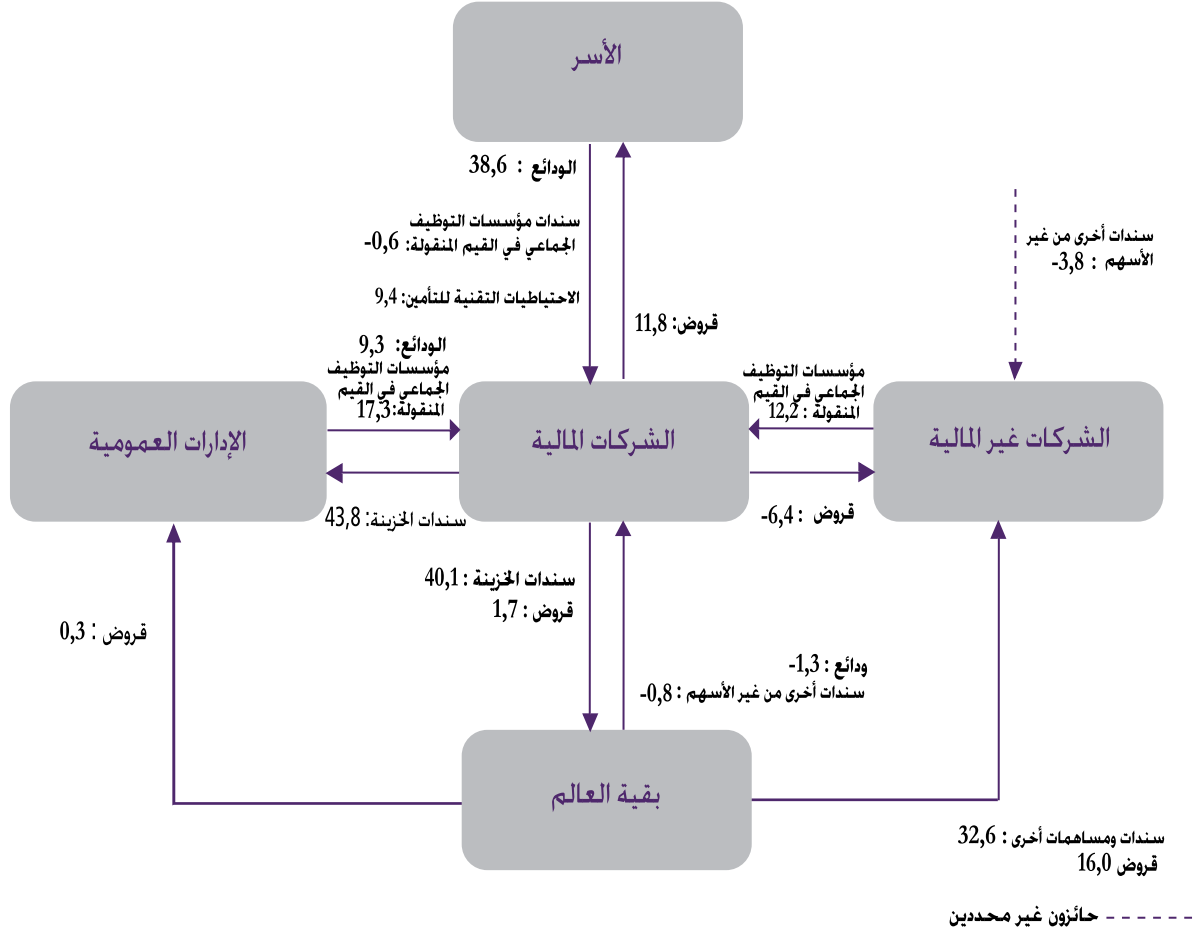 الأسر
الودائع : 38,6
سندات مؤسسات التوظيف
الجماعي في القيم المنقولة: -0,6
الاحتياطيات التقنية للتأمين: 9,4
قروض: 11,8
سندات أخرى من غير
الأسهم : -3,8
الودائع: 9,3
مؤسسات التوظيف
الجماعي في القيم
المنقولة: 17,3
مؤسسات التوظيف
الجماعي في القيم
المنقولة : 12,2
الشركات غير المالية
الشركات المالية
الإدارات العمومية
قروض : -6,4
سندات الخزينة: 43,8
سندات الخزينة : 40,1
قروض : 1,7
قروض : 0,3
ودائع : -1,3
سندات أخرى من غير الأسهم : -0,8
بقية العالم
سندات ومساهمات أخرى : 32,6
قروض 16,0
حائزون غير محددين